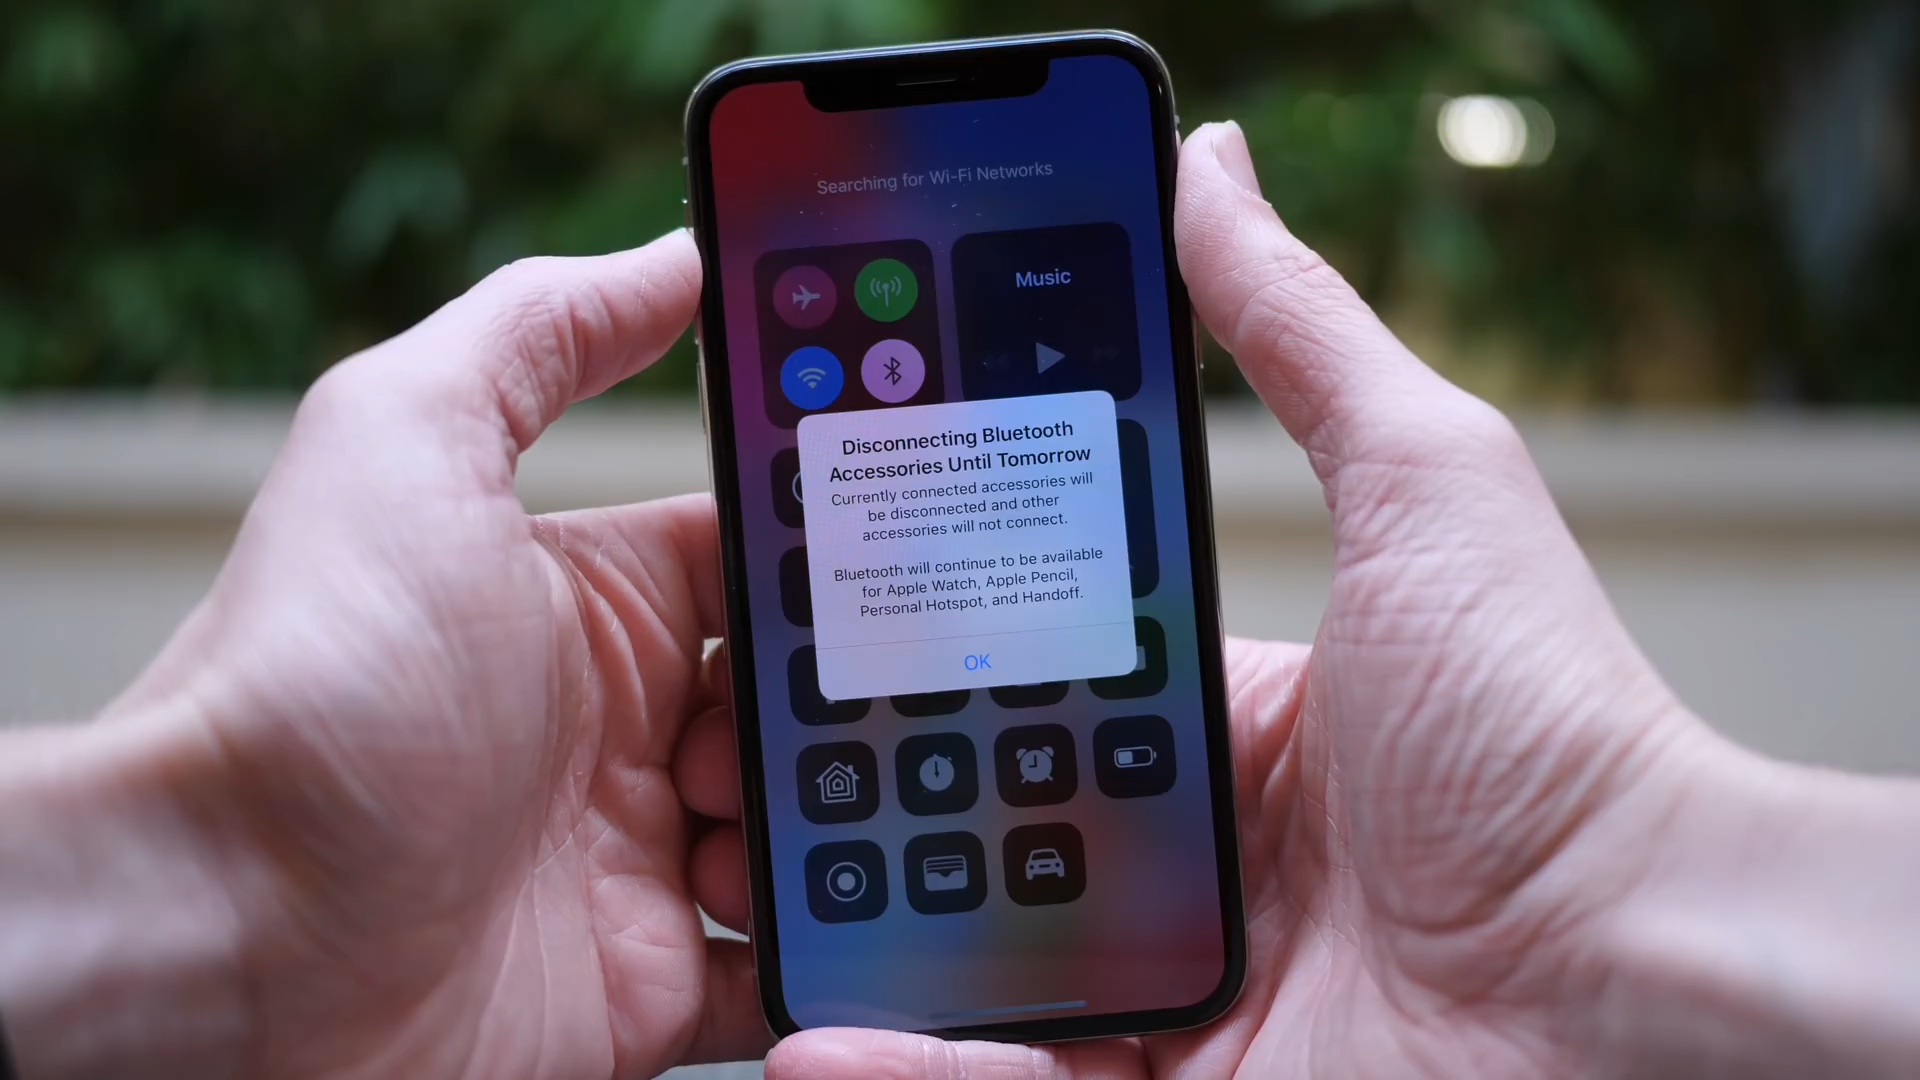 Searching for Wi-Fi Networks
Music
Disconnecting Bluetooth
Accessories Until Tomorrow
Currently connected accessories will
be disconnected and other
accessories will not connect.
Bluetooth will continue to be available
for Apple Watch, Apple Pencil,
Personal Hotspot, and Handoff.
OK